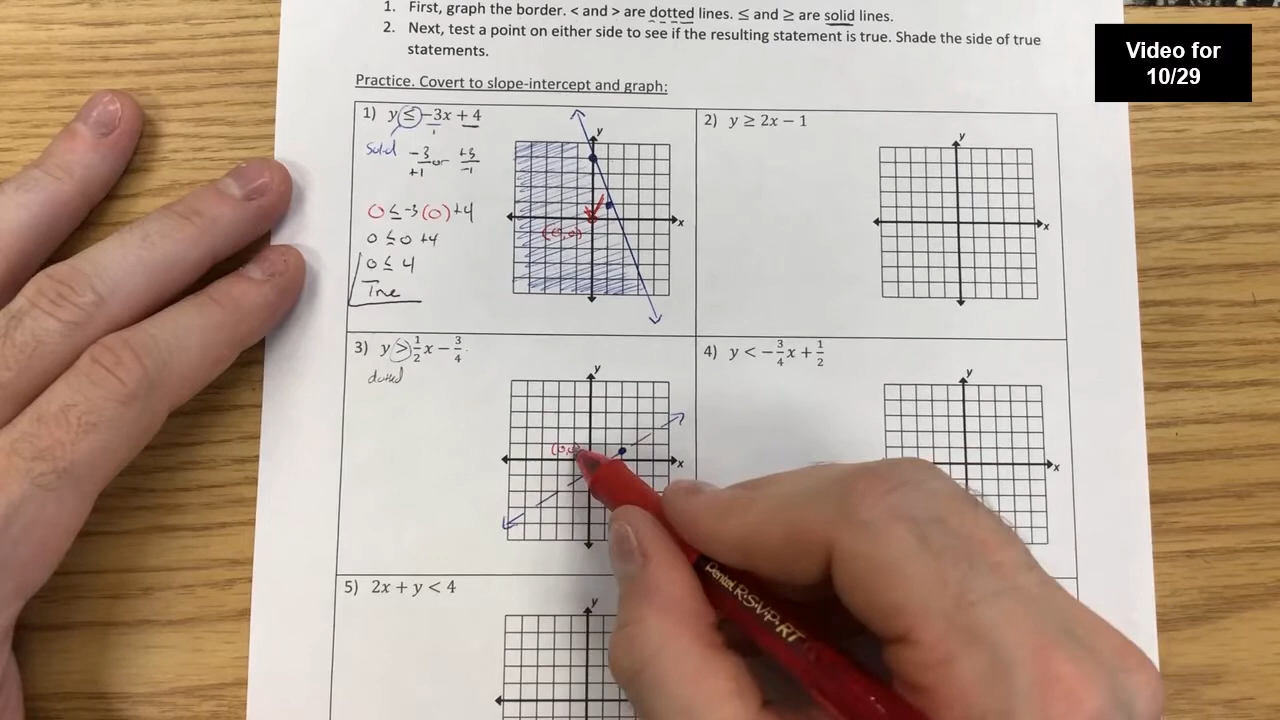 1. First, graph the border. < and > are dotted lines. ≤ and ≥ are solid lines.
2. Next, test a point on either side to see if the resulting statement is true. Shade the side of true
statements.
Video for
10/29
Practice. Covert to slope-intercept and graph:
1) y ≤ −3x + 4
1
Solid −3/+1 or +3/−1
0 ≤ −3(0)+4
0 ≤ 0 +4
0 ≤ 4
True
y
x
(0,0)
2) y ≥ 2x − 1
y
x
3) y > 1/2 x − 3/4
dotted
y
x
4) y < − 3/4 x + 1/2
y
x
5) 2x + y < 4
y
Pentel R·S·V·P· RT